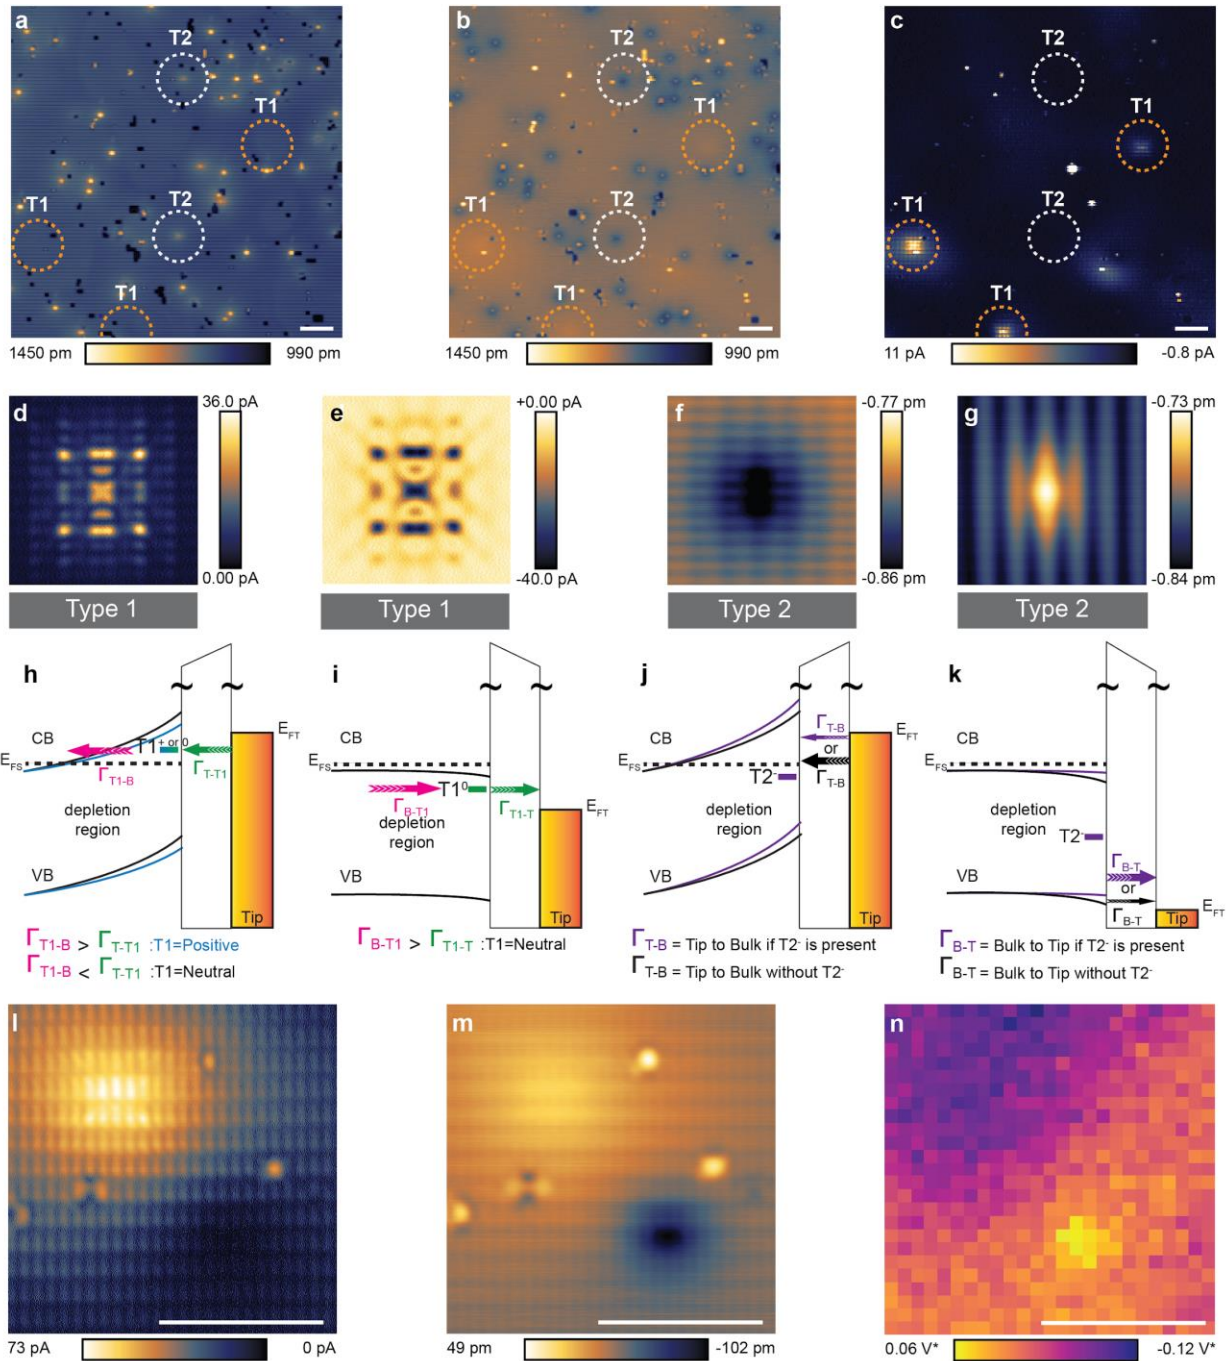 a
T2
T1
T1
T2
T1
1450 pm
990 pm
b
T2
T1
T1
T2
T1
1450 pm
990 pm
c
T2
T1
T2
T1
T1
11 pA
-0.8 pA
d
36.0 pA
0.00 pA
Type 1
e
+0.00 pA
-40.0 pA
Type 1
f
-0.77 pm
-0.86 pm
Type 2
g
-0.73 pm
-0.84 pm
Type 2
h
CB
EFS
T1+ or 0
ΓT1-B
ΓT-T1
EFT
depletion
region
VB
Tip
ΓT1-B > ΓT-T1 :T1=Positive
ΓT1-B < ΓT-T1 :T1=Neutral
i
CB
EFS
ΓB-T1
T1⁰
ΓT1-T
EFT
depletion
region
VB
Tip
ΓB-T1 > ΓT1-T :T1=Neutral
j
CB
EFS
ΓT-B
or
ΓT-B
T2-
EFT
depletion
region
VB
Tip
ΓT-B = Tip to Bulk if T2- is present
ΓT-B = Tip to Bulk without T2-
k
CB
EFS
depletion
region
T2-
VB
ΓB-T
or
ΓB-T
EFT
Tip
ΓB-T = Bulk to Tip if T2- is present
ΓB-T = Bulk to Tip without T2-
l
73 pA
0 pA
m
49 pm
-102 pm
n
0.06 V*
-0.12 V*